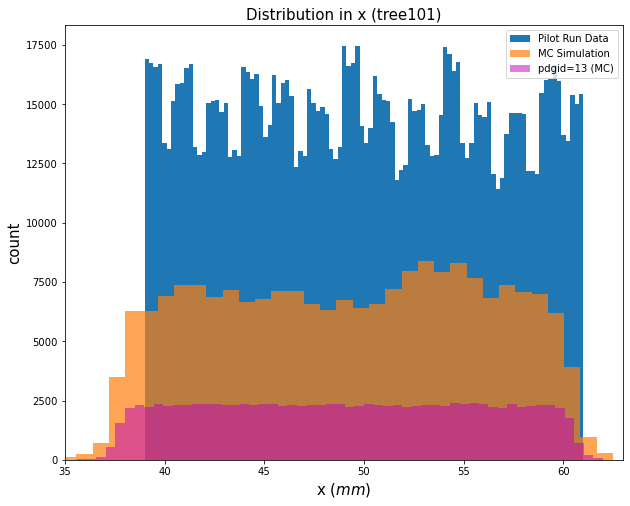 Distribution in x (tree101)
Pilot Run Data
MC Simulation
pdgid=13 (MC)
17500
15000
12500
10000
7500
5000
2500
0
count
35 40 45 50 55 60
x (mm)